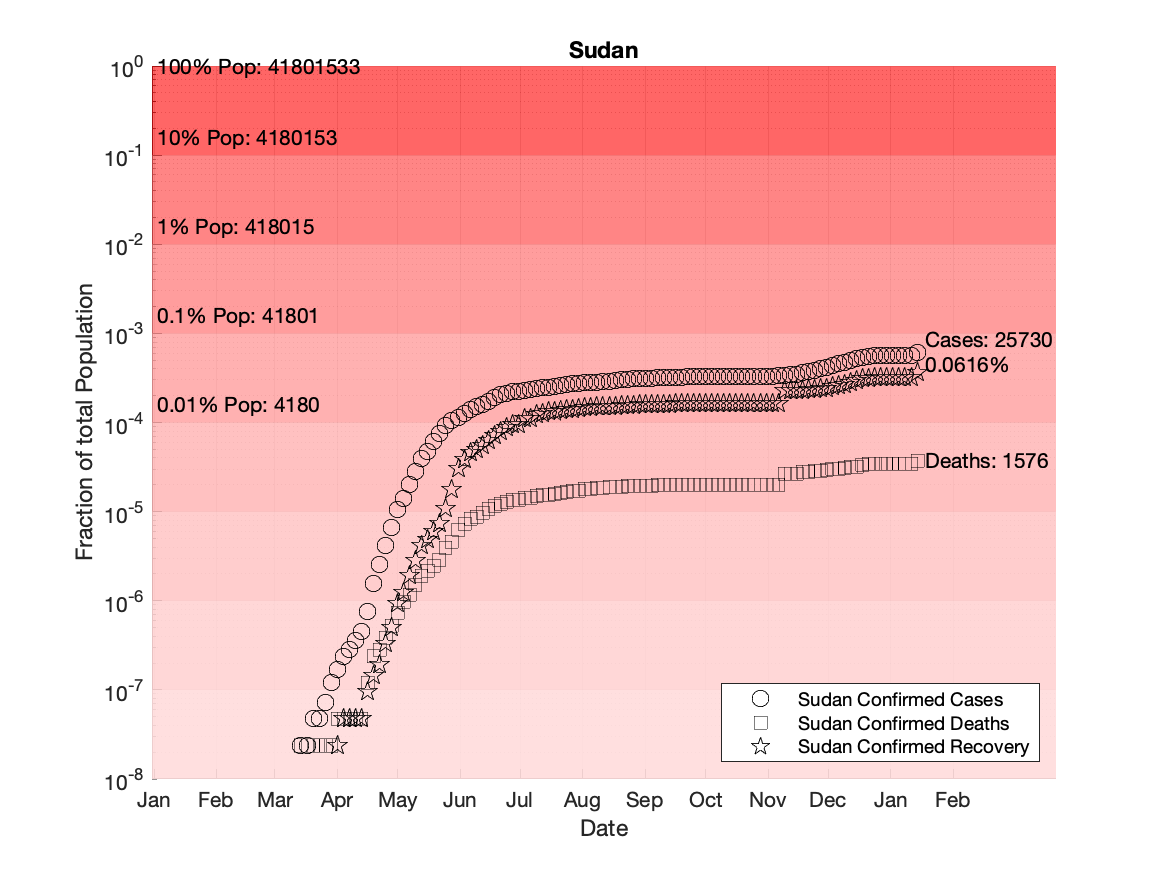 Sudan
10^0
10^-1
10^-2
10^-3
10^-4
10^-5
10^-6
10^-7
10^-8
Fraction of total Population
100% Pop: 41801533
10% Pop: 4180153
1% Pop: 418015
0.1% Pop: 41801
0.01% Pop: 4180
Cases: 25730
0.0616%
Deaths: 1576
Sudan Confirmed Cases
Sudan Confirmed Deaths
Sudan Confirmed Recovery
Jan Feb Mar Apr May Jun Jul Aug Sep Oct Nov Dec Jan Feb
Date